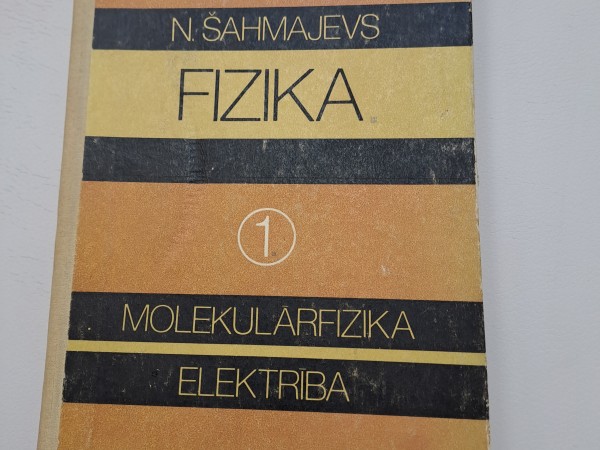 N. ŠAHMAJEVS
FIZIKA
1
MOLEKULĀRFIZIKA
ELEKTRĪBA